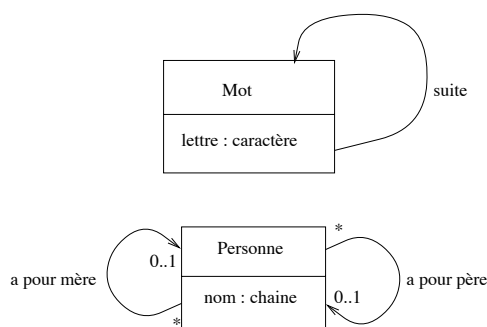 Mot
suite
lettre : caractère
*
Personne
0..1
a pour mère
a pour père
nom : chaine
0..1
*